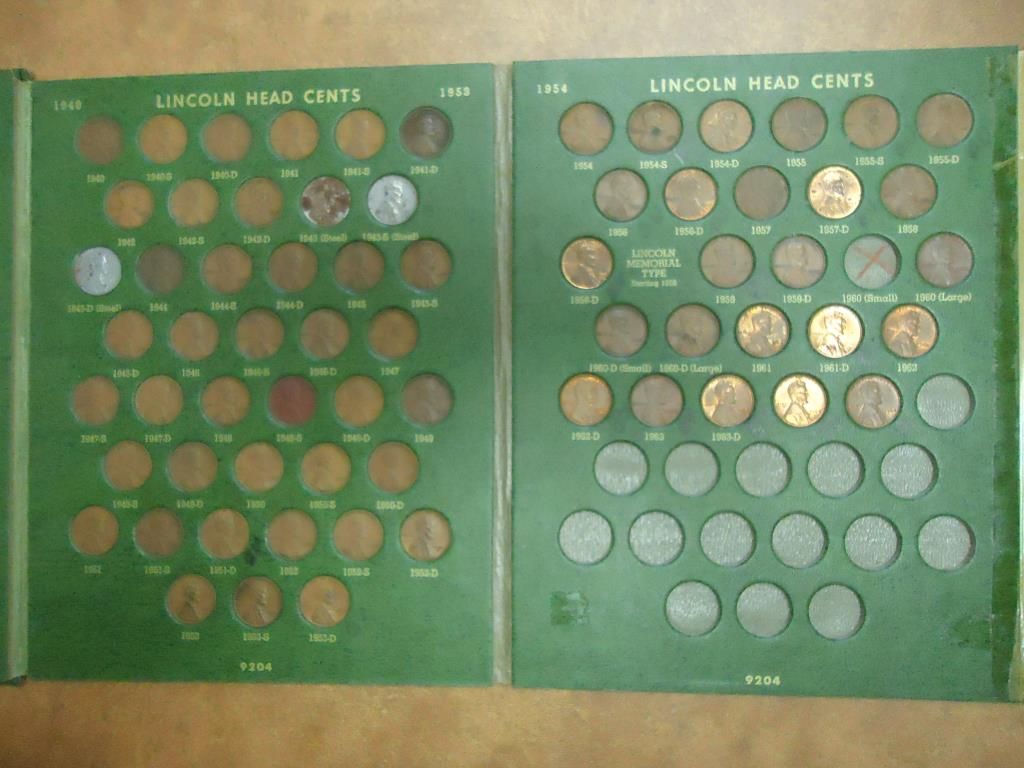 1940 LINCOLN HEAD CENTS 1953
1940 1940-S 1940-D 1941 1941-S 1941-D
1942 1942-S 1942-D 1943 (Steel) 1943-S (Steel)
1943-D (Steel) 1944 1944-S 1944-D 1945 1945-S
1945-D 1946 1946-S 1946-D 1947
1947-S 1947-D 1948 1948-S 1948-D 1949
1949-S 1949-D 1950 1950-S 1950-D
1951 1951-S 1951-D 1952 1952-S 1952-D
1953 1953-S 1953-D
9204
1954 LINCOLN HEAD CENTS
1954 1954-S 1954-D 1955 1955-S 1955-D
1956 1956-D 1957 1957-D 1958
1958-D
LINCOLN
MEMORIAL
TYPE
Starting 1959
1959 1959-D 1960 (Small) 1960 (Large)
1960-D (Small) 1960-D (Large) 1961 1961-D 1962
1962-D 1963 1963-D
9204